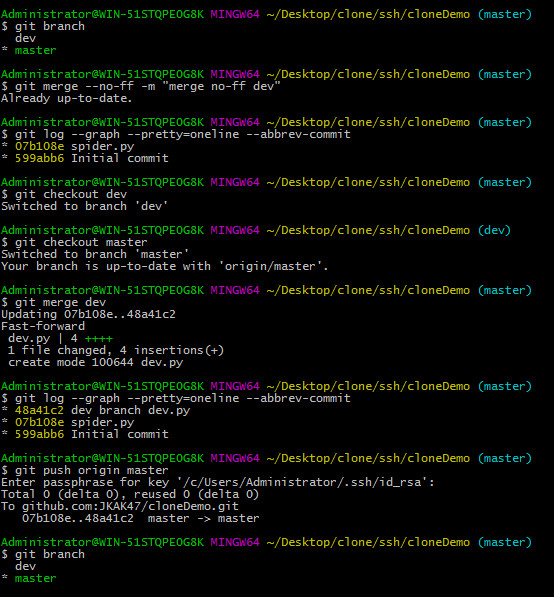 Administrator@WIN-51STQPEOG8K MINGW64 ~/Desktop/clone/ssh/cloneDemo (master)
$ git branch
  dev
* master

Administrator@WIN-51STQPEOG8K MINGW64 ~/Desktop/clone/ssh/cloneDemo (master)
$ git merge --no-ff -m "merge no-ff dev"
Already up-to-date.

Administrator@WIN-51STQPEOG8K MINGW64 ~/Desktop/clone/ssh/cloneDemo (master)
$ git log --graph --pretty=oneline --abbrev-commit
* 07b108e spider.py
* 599abb6 Initial commit

Administrator@WIN-51STQPEOG8K MINGW64 ~/Desktop/clone/ssh/cloneDemo (master)
$ git checkout dev
Switched to branch 'dev'

Administrator@WIN-51STQPEOG8K MINGW64 ~/Desktop/clone/ssh/cloneDemo (dev)
$ git checkout master
Switched to branch 'master'
Your branch is up-to-date with 'origin/master'.

Administrator@WIN-51STQPEOG8K MINGW64 ~/Desktop/clone/ssh/cloneDemo (master)
$ git merge dev
Updating 07b108e..48a41c2
Fast-forward
 dev.py | 4 ++++
 1 file changed, 4 insertions(+)
 create mode 100644 dev.py

Administrator@WIN-51STQPEOG8K MINGW64 ~/Desktop/clone/ssh/cloneDemo (master)
$ git log --graph --pretty=oneline --abbrev-commit
* 48a41c2 dev branch dev.py
* 07b108e spider.py
* 599abb6 Initial commit

Administrator@WIN-51STQPEOG8K MINGW64 ~/Desktop/clone/ssh/cloneDemo (master)
$ git push origin master
Enter passphrase for key '/c/Users/Administrator/.ssh/id_rsa':
Total 0 (delta 0), reused 0 (delta 0)
To github.com:JKAK47/cloneDemo.git
   07b108e..48a41c2  master -> master

Administrator@WIN-51STQPEOG8K MINGW64 ~/Desktop/clone/ssh/cloneDemo (master)
$ git branch
  dev
* master